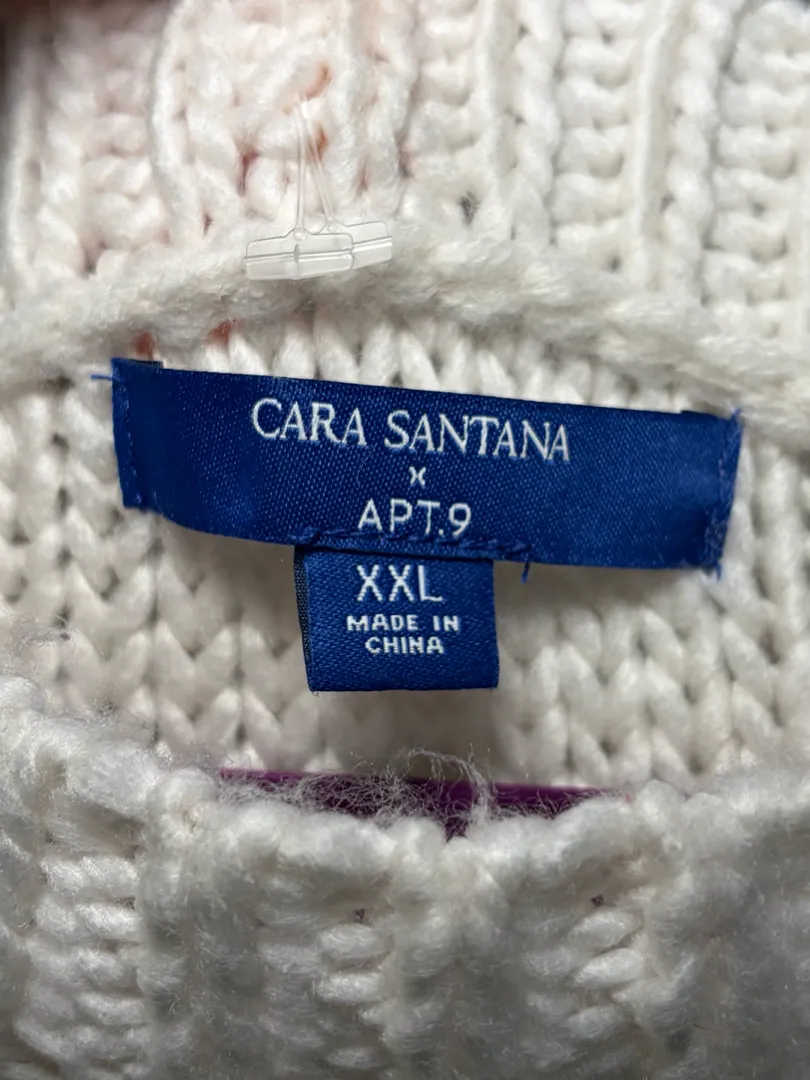 CARA SANTANA
x
APT.9
XXL
MADE IN
CHINA